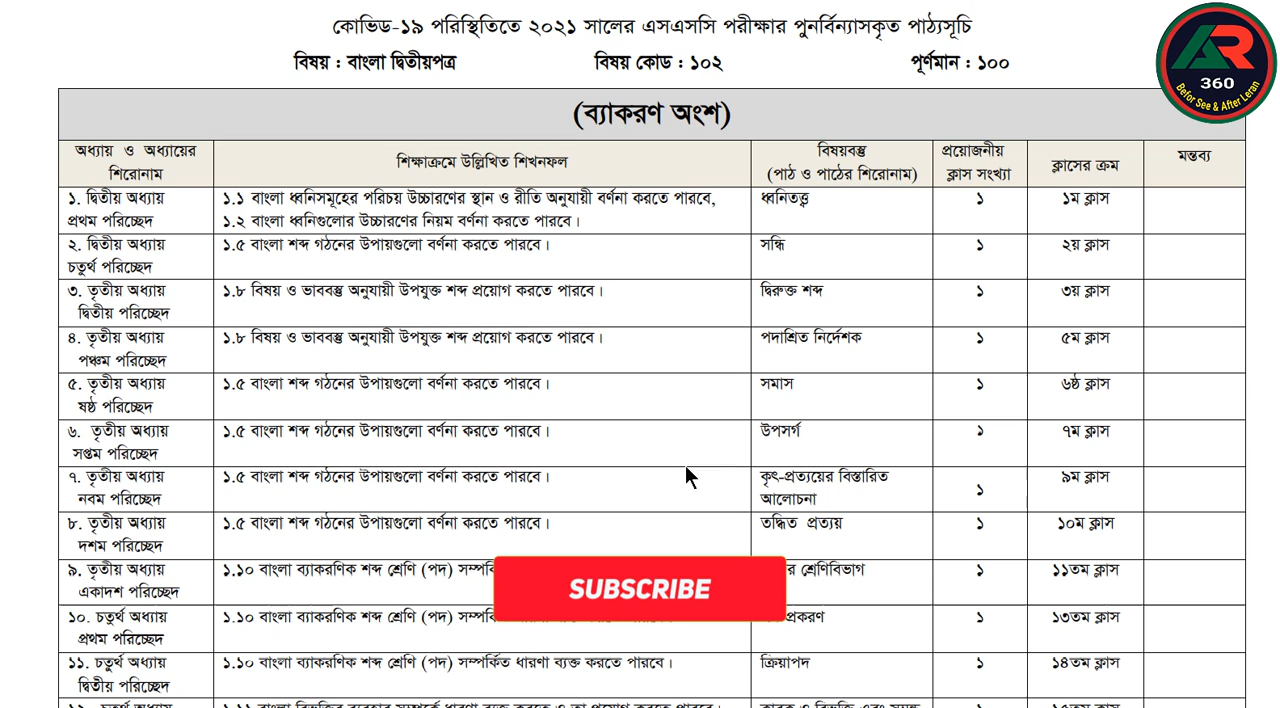 কোভিড-১৯ পরিস্থিতিতে ২০২১ সালের এসএসসি পরীক্ষার পুনর্বিন্যাসকৃত পাঠ্যসূচি
বিষয় : বাংলা দ্বিতীয়পত্র বিষয় কোড : ১০২ পূর্ণমান : ১০০
AR
360
Befor See & After Leran
(ব্যাকরণ অংশ)
অধ্যায় ও অধ্যায়ের শিরোনাম
শিক্ষাক্রমে উল্লিখিত শিখনফল
বিষয়বস্তু
(পাঠ ও পাঠের শিরোনাম)
প্রয়োজনীয়
ক্লাস সংখ্যা
ক্লাসের ক্রম
মন্তব্য
১. দ্বিতীয় অধ্যায়
প্রথম পরিচ্ছেদ
১.১ বাংলা ধ্বনিসমূহের পরিচয় উচ্চারণের স্থান ও রীতি অনুযায়ী বর্ণনা করতে পারবে,
১.২ বাংলা ধ্বনিগুলোর উচ্চারণের নিয়ম বর্ণনা করতে পারবে।
ধ্বনিতত্ত্ব
১
১ম ক্লাস
২. দ্বিতীয় অধ্যায়
চতুর্থ পরিচ্ছেদ
১.৫ বাংলা শব্দ গঠনের উপায়গুলো বর্ণনা করতে পারবে।
সন্ধি
১
২য় ক্লাস
৩. তৃতীয় অধ্যায়
দ্বিতীয় পরিচ্ছেদ
১.৮ বিষয় ও ভাববস্তু অনুযায়ী উপযুক্ত শব্দ প্রয়োগ করতে পারবে।
দ্বিরুক্ত শব্দ
১
৩য় ক্লাস
৪. তৃতীয় অধ্যায়
পঞ্চম পরিচ্ছেদ
১.৮ বিষয় ও ভাববস্তু অনুযায়ী উপযুক্ত শব্দ প্রয়োগ করতে পারবে।
পদাশ্রিত নির্দেশক
১
৫ম ক্লাস
৫. তৃতীয় অধ্যায়
ষষ্ঠ পরিচ্ছেদ
১.৫ বাংলা শব্দ গঠনের উপায়গুলো বর্ণনা করতে পারবে।
সমাস
১
৬ষ্ঠ ক্লাস
৬. তৃতীয় অধ্যায়
সপ্তম পরিচ্ছেদ
১.৫ বাংলা শব্দ গঠনের উপায়গুলো বর্ণনা করতে পারবে।
উপসর্গ
১
৭ম ক্লাস
৭. তৃতীয় অধ্যায়
নবম পরিচ্ছেদ
১.৫ বাংলা শব্দ গঠনের উপায়গুলো বর্ণনা করতে পারবে।
কৃৎ-প্রত্যয়ের বিস্তারিত
আলোচনা
১
৯ম ক্লাস
৮. তৃতীয় অধ্যায়
দশম পরিচ্ছেদ
১.৫ বাংলা শব্দ গঠনের উপায়গুলো বর্ণনা করতে পারবে।
তদ্ধিত প্রত্যয়
১
১০ম ক্লাস
৯. তৃতীয় অধ্যায়
একাদশ পরিচ্ছেদ
১.১০ বাংলা ব্যাকরণিক শব্দ শ্রেণি (পদ)
শ্রেণিবিভাগ
১
১১তম ক্লাস
SUBSCRIBE
১০. চতুর্থ অধ্যায়
প্রথম পরিচ্ছেদ
১.১০ বাংলা ব্যাকরণিক শব্দ শ্রেণি (পদ)
প্রকরণ
১
১৩তম ক্লাস
১১. চতুর্থ অধ্যায়
দ্বিতীয় পরিচ্ছেদ
১.১০ বাংলা ব্যাকরণিক শব্দ শ্রেণি (পদ) সম্পর্কিত ধারণা ব্যক্ত করতে পারবে।
ক্রিয়াপদ
১
১৪তম ক্লাস